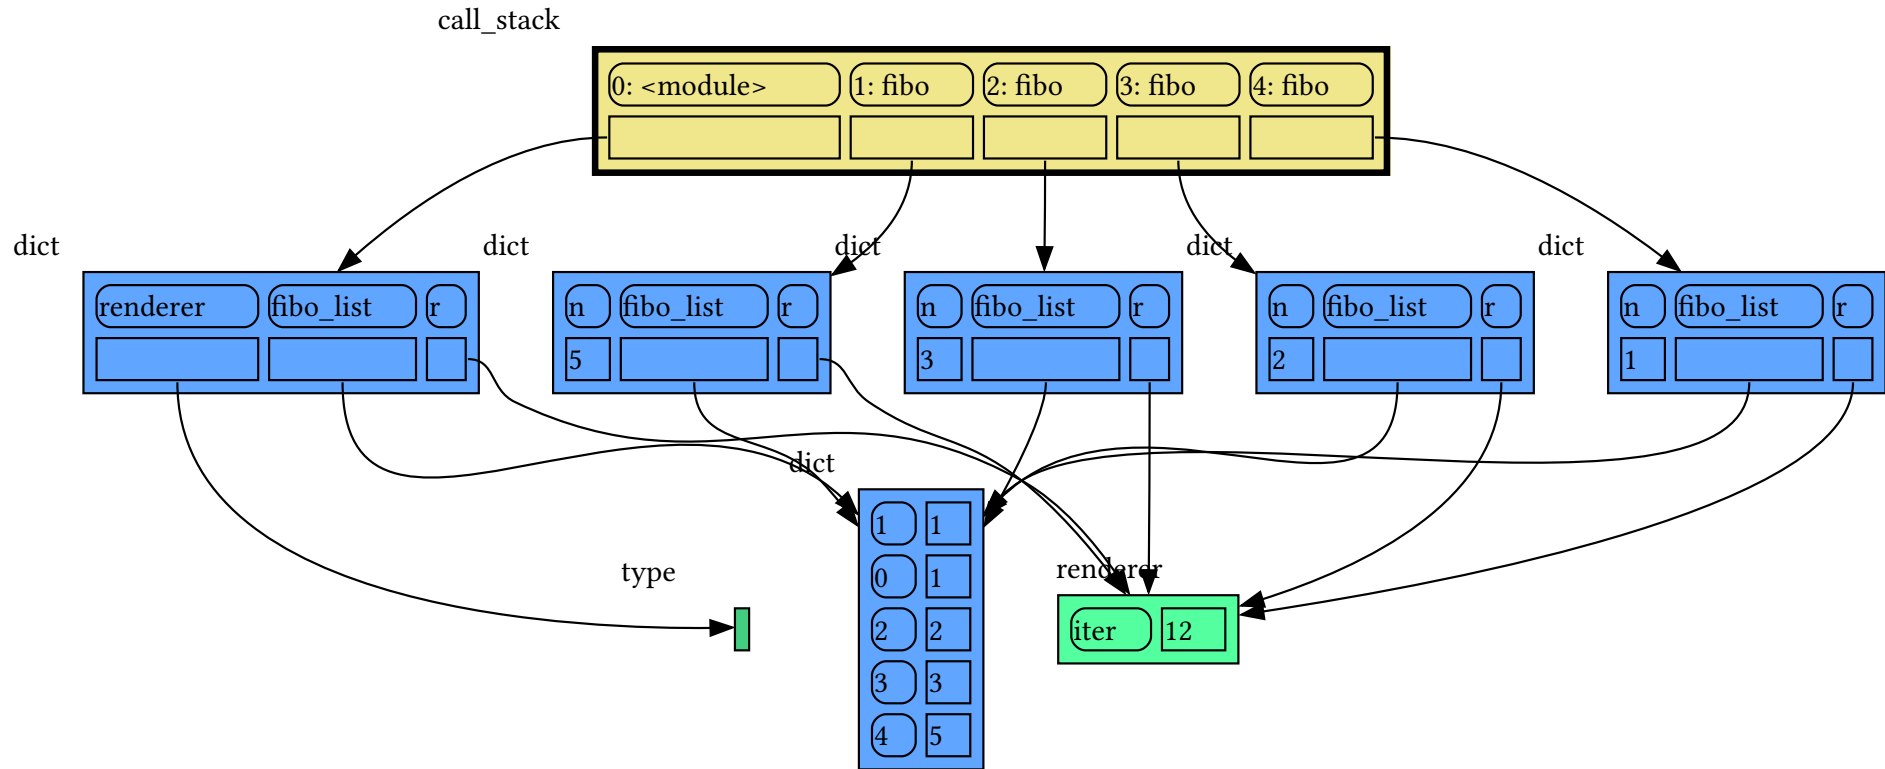 call_stack
0: <module> 1: fibo 2: fibo 3: fibo 4: fibo
dict dict dict dict dict
renderer fibo_list r n fibo_list r n fibo_list r n fibo_list r n fibo_list r
5 3 2 1
dict
1 1
type 0 1 renderer
2 2 iter 12
3 3
4 5